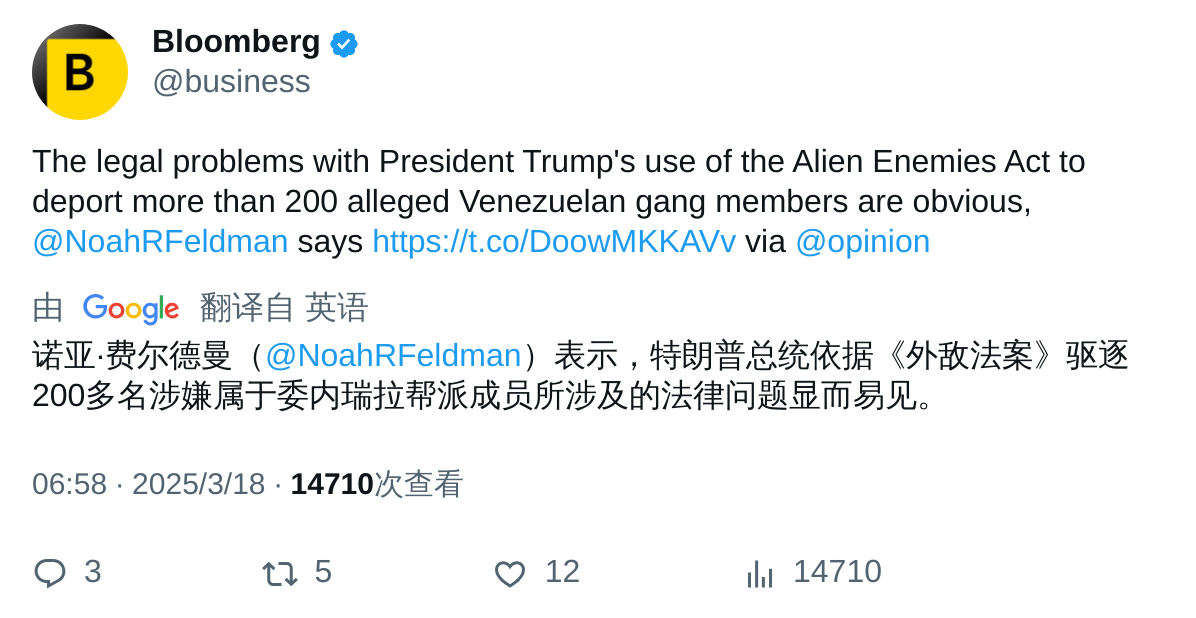 B
Bloomberg
@business
The legal problems with President Trump's use of the Alien Enemies Act to
deport more than 200 alleged Venezuelan gang members are obvious,
@NoahRFeldman says https://t.co/DoowMKKAVv via @opinion
由 Google 翻译自 英语
诺亚·费尔德曼（@NoahRFeldman）表示，特朗普总统依据《外敌法案》驱逐
200多名涉嫌属于委内瑞拉帮派成员所涉及的法律问题显而易见。
06:58 · 2025/3/18 · 14710次查看
3 5 12 14710